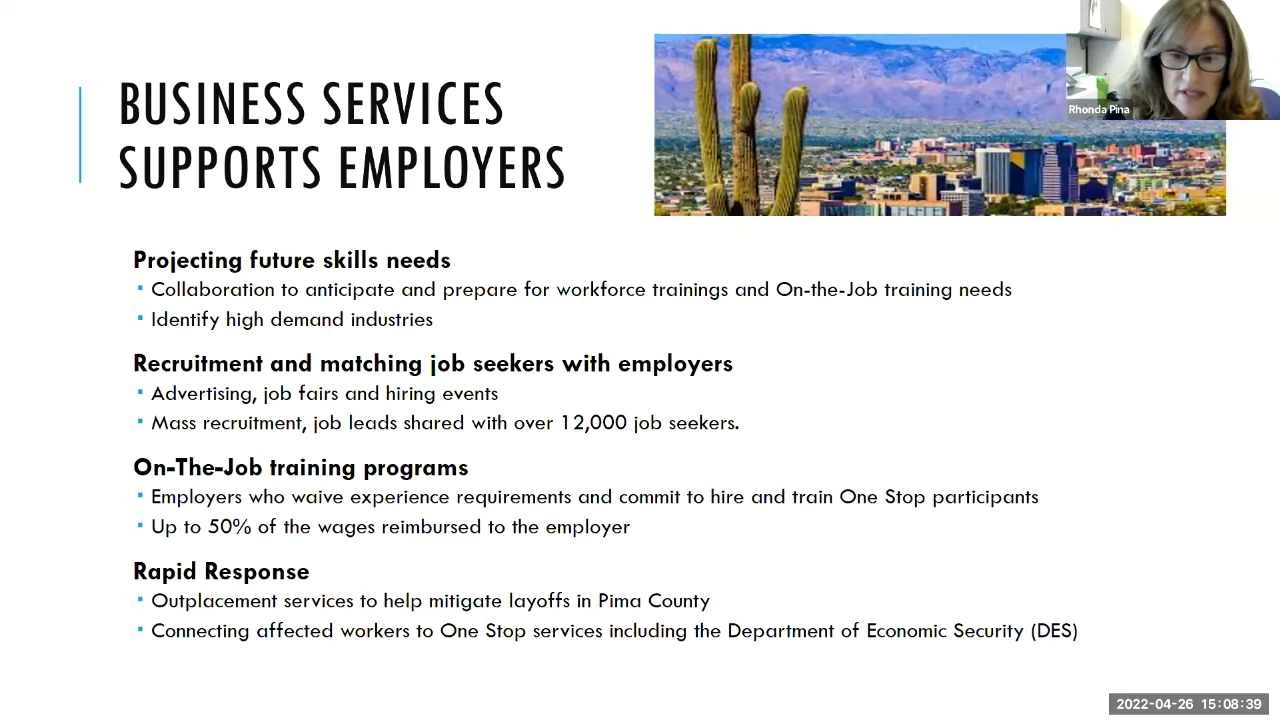 BUSINESS SERVICES
SUPPORTS EMPLOYERS
Rhonda Pina
Projecting future skills needs
Collaboration to anticipate and prepare for workforce trainings and On-the-Job training needs
Identify high demand industries
Recruitment and matching job seekers with employers
Advertising, job fairs and hiring events
Mass recruitment, job leads shared with over 12,000 job seekers.
On-The-Job training programs
Employers who waive experience requirements and commit to hire and train One Stop participants
Up to 50% of the wages reimbursed to the employer
Rapid Response
Outplacement services to help mitigate layoffs in Pima County
Connecting affected workers to One Stop services including the Department of Economic Security (DES)
2022-04-26 15:08:39